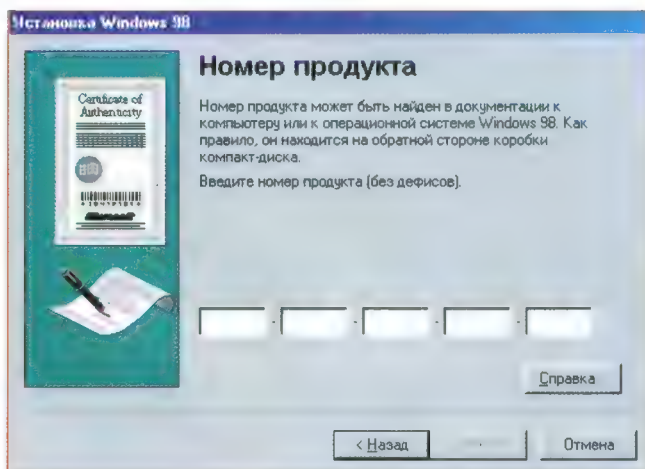 Установка Windows 98
Номер продукта
Certificate of
Authenticity
Номер продукта может быть найден в документации к
компьютеру или к операционной системе Windows 98. Как
правило, он находится на обратной стороне коробки
компакт-диска.
Введите номер продукта (без дефисов).
- - - -
Справка
< Назад
Отмена